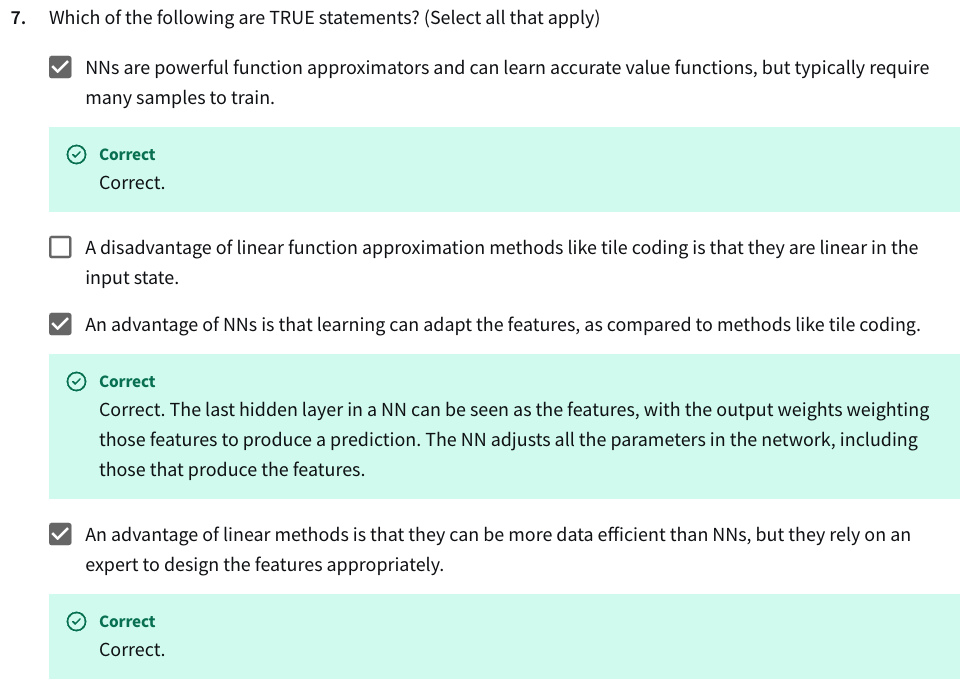 7. Which of the following are TRUE statements? (Select all that apply)
NNs are powerful function approximators and can learn accurate value functions, but typically require
many samples to train.
Correct
Correct.
A disadvantage of linear function approximation methods like tile coding is that they are linear in the
input state.
An advantage of NNs is that learning can adapt the features, as compared to methods like tile coding.
Correct
Correct. The last hidden layer in a NN can be seen as the features, with the output weights weighting
those features to produce a prediction. The NN adjusts all the parameters in the network, including
those that produce the features.
An advantage of linear methods is that they can be more data efficient than NNs, but they rely on an
expert to design the features appropriately.
Correct
Correct.